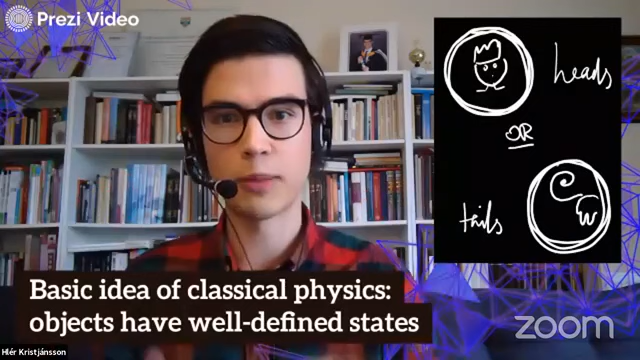 Prezi Video
heads
OR
tails
Basic idea of classical physics:
objects have well-defined states
Hlér Kristjánsson
zoom